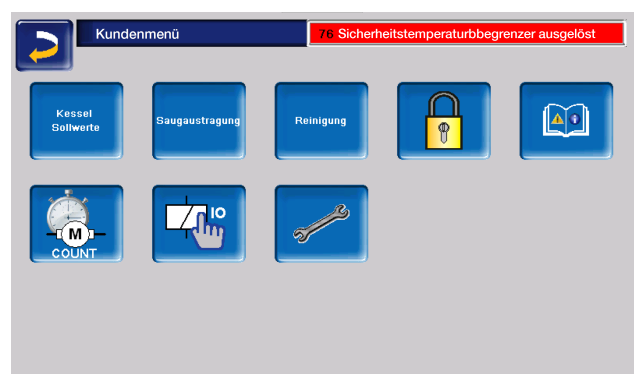 Kundenmenü
76 Sicherheitstemperaturbbegrenzer ausgelöst
Kessel
Sollwerte
Saugaustragung
Reinigung
M
COUNT
IO